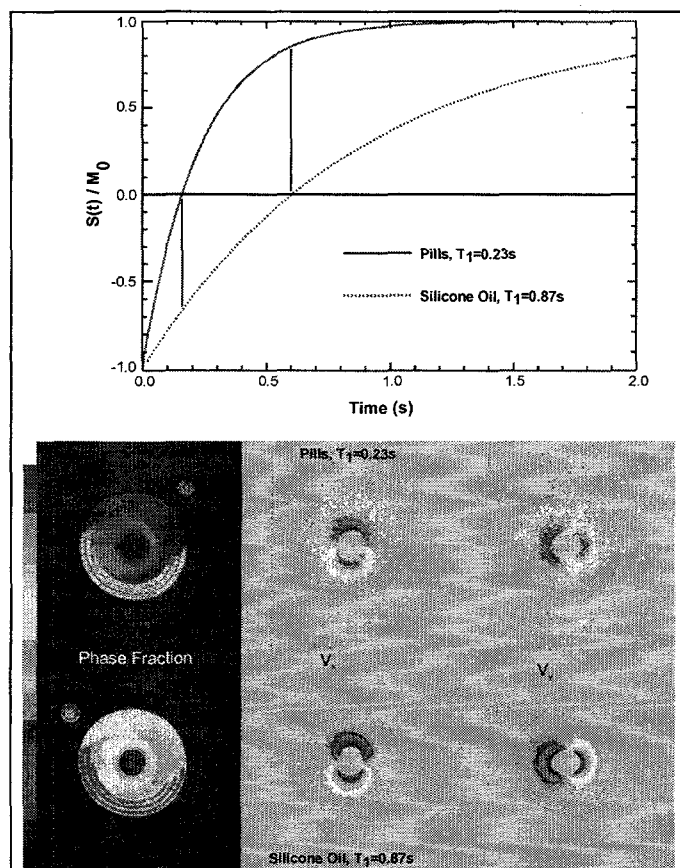 1.0
0.5
0.0
-0.5
-1.0
S(t) / M0
Pills, T1=0.23s
Silicone Oil, T1=0.87s
0.0 0.5 1.0 1.5 2.0
Time (s)
Pills, T1=0.23s
Phase Fraction
Silicone Oil, T1=0.87s